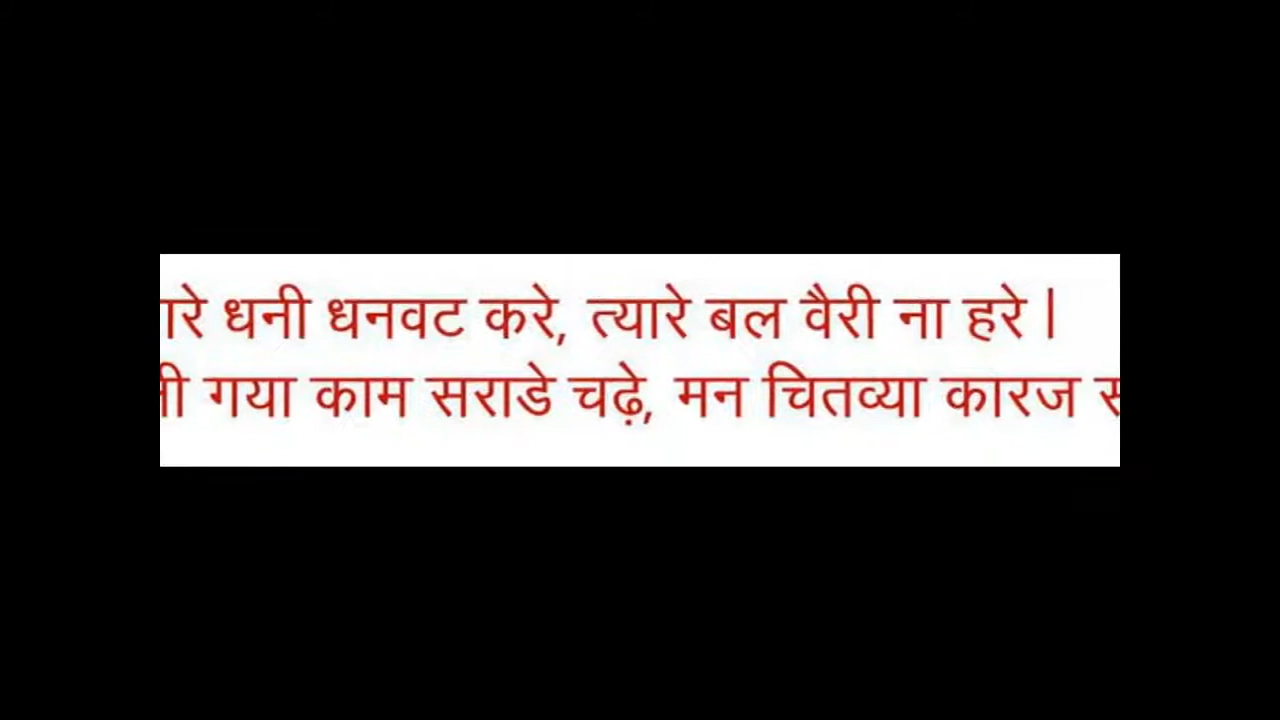 धनी धनवट करे, त्यारे बल वैरी ना हरे |
गया काम सराडे चढ़े, मन चितव्या कारज